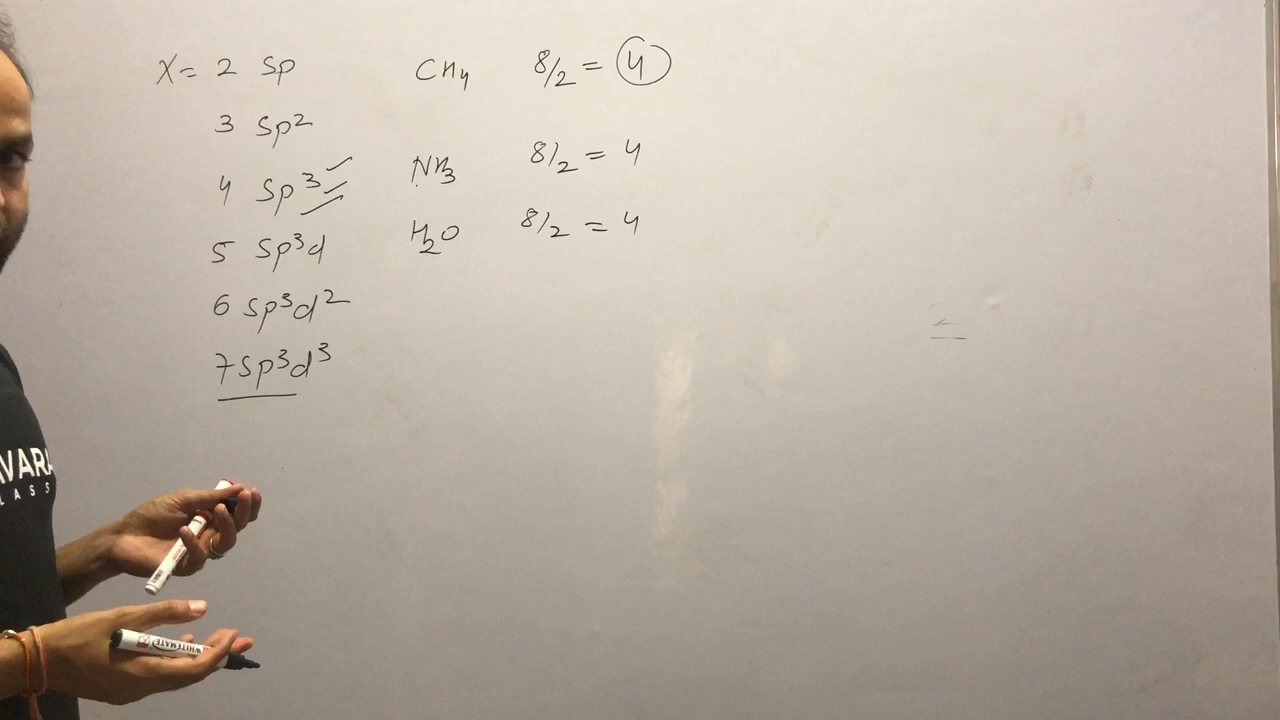 X = 2 sp
3 sp²
4 sp³
5 sp³d
6 sp³d²
7 sp³d³
CH₄ 8/2 = 4
NH₃ 8/2 = 4
H₂O 8/2 = 4
WHITEMATE